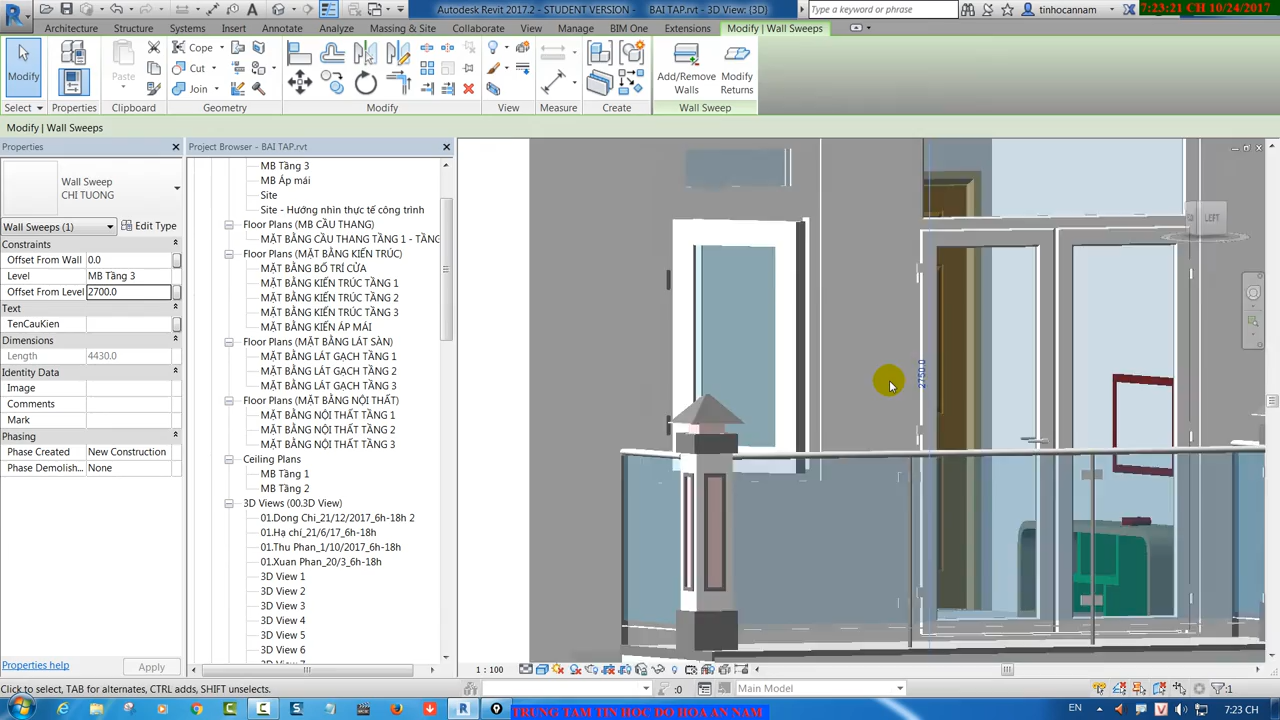 Autodesk Revit 2017.2 - STUDENT VERSION - BAI TAP.rvt - 3D View: {3D}
Type a keyword or phrase
tinhocannam
7:23:21 CH 10/24/2017
Architecture Structure Systems Insert Annotate Analyze Massing & Site Collaborate View Manage BIM One Extensions Modify | Wall Sweeps
Modify
Paste
Cope
Cut
Join
Add/Remove Walls
Modify Returns
Select Properties Clipboard Geometry Modify View Measure Create Wall Sweep
Modify | Wall Sweeps
Properties
Wall Sweep
CHI TUONG
Wall Sweeps (1)
Edit Type
Constraints
Offset From Wall 0.0
Level MB Tầng 3
Offset From Level 2700.0
Text
TenCauKien
Dimensions
Length 4430.0
Identity Data
Image
Comments
Mark
Phasing
Phase Created New Construction
Phase Demolish... None
Properties help
Apply
Project Browser - BAI TAP.rvt
MB Tầng 3
MB Áp mái
Site
Site - Hướng nhìn thực tế công trình
Floor Plans (MB CẦU THANG)
MẶT BẰNG CẦU THANG TẦNG 1 - TẦNG
Floor Plans (MẶT BẰNG KIẾN TRÚC)
MẶT BẰNG BỐ TRÍ CỬA
MẶT BẰNG KIẾN TRÚC TẦNG 1
MẶT BẰNG KIẾN TRÚC TẦNG 2
MẶT BẰNG KIẾN TRÚC TẦNG 3
MẶT BẰNG KIẾN ÁP MÁI
Floor Plans (MẶT BẰNG LÁT SÀN)
MẶT BẰNG LÁT GẠCH TẦNG 1
MẶT BẰNG LÁT GẠCH TẦNG 2
MẶT BẰNG LÁT GẠCH TẦNG 3
Floor Plans (MẶT BẰNG NỘI THẤT)
MẶT BẰNG NỘI THẤT TẦNG 1
MẶT BẰNG NỘI THẤT TẦNG 2
MẶT BẰNG NỘI THẤT TẦNG 3
Ceiling Plans
MB Tầng 1
MB Tầng 2
3D Views (00.3D View)
01.Dong Chi_21/12/2017_6h-18h 2
01.Hạ chí_21/6/17_6h-18h
01.Thu Phan_1/10/2017_6h-18h
01.Xuan Phan_20/3_6h-18h
3D View 1
3D View 2
3D View 3
3D View 4
3D View 5
3D View 6
LEFT
2750.0
1 : 100
Click to select, TAB for alternates, CTRL adds, SHIFT unselects.
:0
Main Model
:1
TRUNG TAM TIN HOC DO HOA AN NAM
EN
7:23 CH